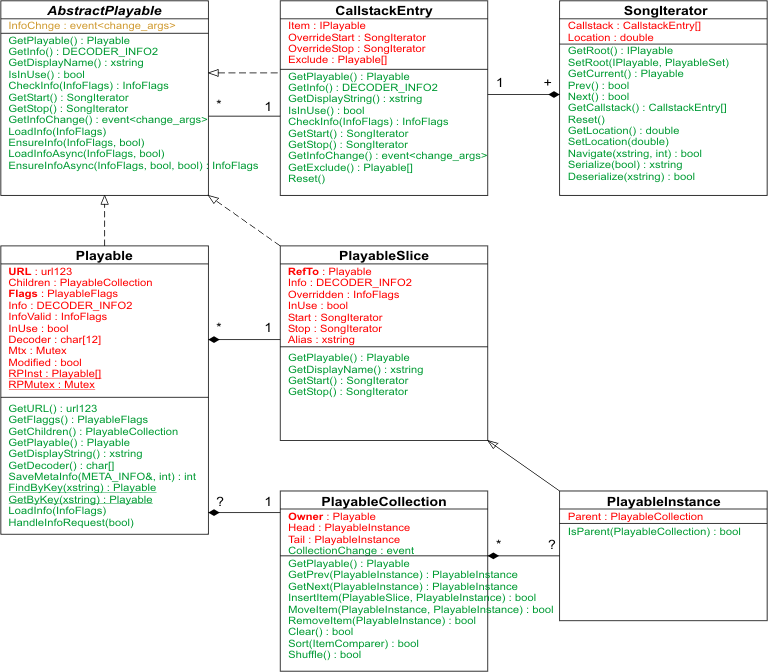 AbstractPlayable
InfoChnge : event<change_args>
GetPlayable() : Playable
GetInfo() : DECODER_INFO2
GetDisplayName() : xstring
IsInUse() : bool
CheckInfo(InfoFlags) : InfoFlags
GetStart() : SongIterator
GetStop() : SongIterator
GetInfoChange() : event<change_args>
LoadInfo(InfoFlags)
EnsureInfo(InfoFlags, bool)
LoadInfoAsync(InfoFlags, bool)
EnsureInfoAsync(InfoFlags, bool, bool) : InfoFlags
*
1
CallstackEntry
Item : IPlayable
OverrideStart : SongIterator
OverrideStop : SongIterator
Exclude : Playable[]
GetPlayable() : Playable
GetInfo() : DECODER_INFO2
GetDisplayString() : xstring
IsInUse() : bool
CheckInfo(InfoFlags) : InfoFlags
GetStart() : SongIterator
GetStop() : SongIterator
GetInfoChange() : event<change_args>
GetExclude() : Playable[]
Reset()
1
+
SongIterator
Callstack : CallstackEntry[]
Location : double
GetRoot() : IPlayable
SetRoot(IPlayable, PlayableSet)
GetCurrent() : Playable
Prev() : bool
Next() : bool
GetCallstack() : CallstackEntry[]
Reset()
GetLocation() : double
SetLocation(double)
Navigate(xstring, int) : bool
Serialize(bool) : xstring
Deserialize(xstring) : bool
Playable
URL : url123
Children : PlayableCollection
Flags : PlayableFlags
Info : DECODER_INFO2
InfoValid : InfoFlags
InUse : bool
Decoder : char[12]
Mtx : Mutex
Modified : bool
RPInst : Playable[]
RPMutex : Mutex
GetURL() : url123
GetFlaggs() : PlayableFlags
GetChildren() : PlayableCollection
GetPlayable() : Playable
GetDisplayString() : xstring
GetDecoder() : char[]
SaveMetaInfo(META_INFO&, int) : int
FindByKey(xstring) : Playable
GetByKey(xstring) : Playable
LoadInfo(InfoFlags)
HandleInfoRequest(bool)
*
1
PlayableSlice
RefTo : Playable
Info : DECODER_INFO2
Overridden : InfoFlags
InUse : bool
Start : SongIterator
Stop : SongIterator
Alias : xstring
GetPlayable() : Playable
GetDisplayName() : xstring
GetStart() : SongIterator
GetStop() : SongIterator
?
1
PlayableCollection
Owner : Playable
Head : PlayableInstance
Tail : PlayableInstance
CollectionChange : event
GetPlayable() : Playable
GetPrev(PlayableInstance) : PlayableInstance
GetNext(PlayableInstance) : PlayableInstance
InsertItem(PlayableSlice, PlayableInstance) : bool
MoveItem(PlayableInstance, PlayableInstance) : bool
RemoveItem(PlayableInstance) : bool
Clear() : bool
Sort(ItemComparer) : bool
Shuffle() : bool
*
?
PlayableInstance
Parent : PlayableCollection
IsParent(PlayableCollection) : bool